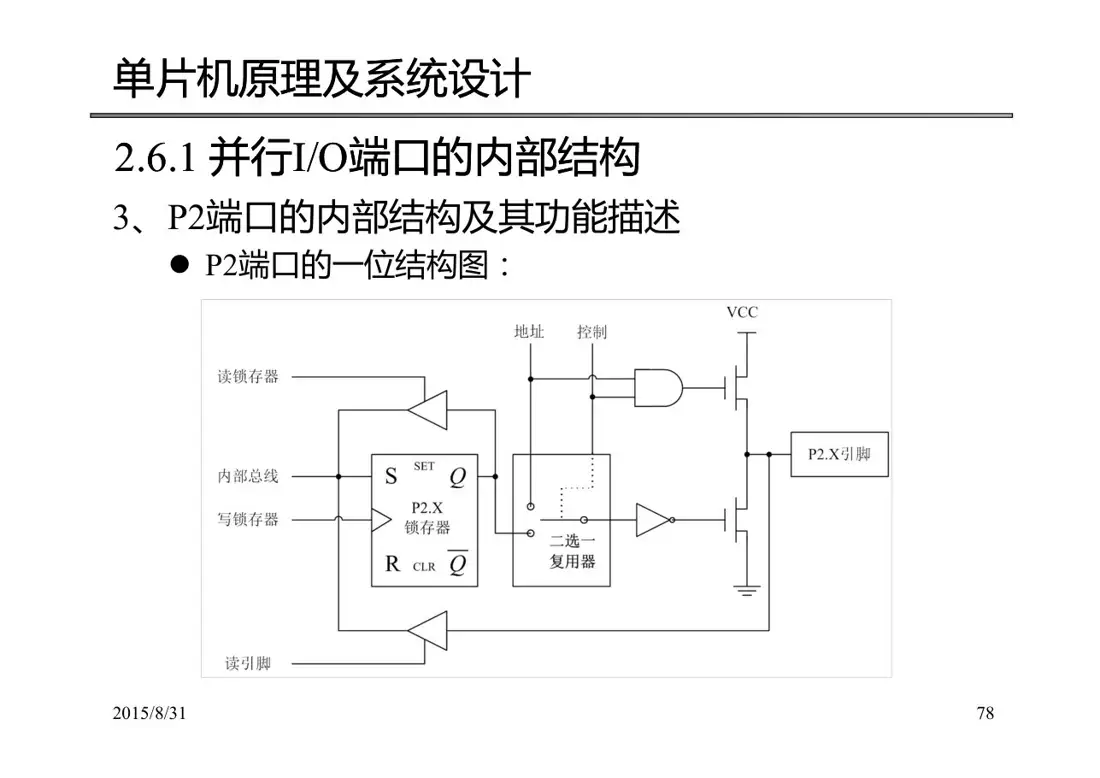 单片机原理及系统设计
2.6.1 并行I/O端口的内部结构
3、P2端口的内部结构及其功能描述
● P2端口的一位结构图：
VCC
地址
控制
读锁存器
P2.X引脚
内部总线
S
SET
Q
P2.X
锁存器
写锁存器
二选一
复用器
R
CLR
Q̅
读引脚
2015/8/31
78